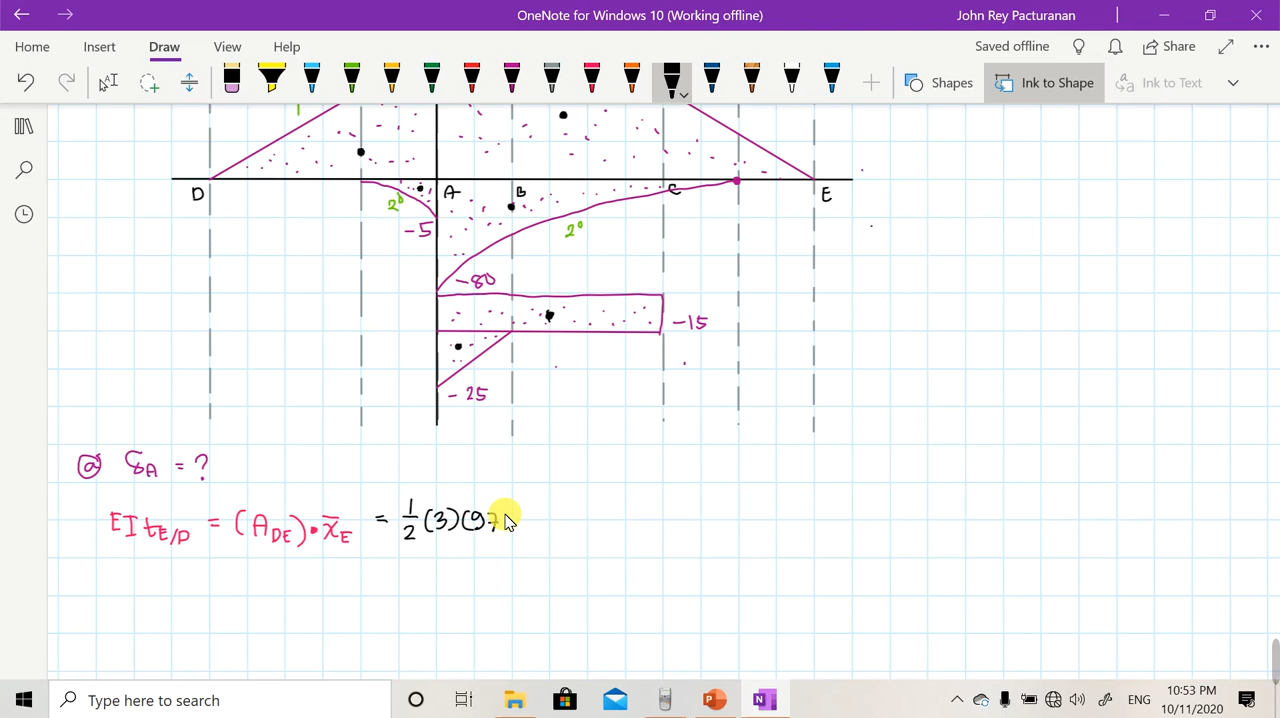 OneNote for Windows 10 (Working offline)
John Rey Pacturanan
Home Insert Draw View Help
Saved offline
Share
Shapes
Ink to Shape
Ink to Text
D A B C E
2°
-5
2°
-80
-15
-25
ⓐ δA = ?
EI tE/D = (ADE)·x̄E = 1/2 (3)(97
Type here to search
ENG
10:53 PM
10/11/2020